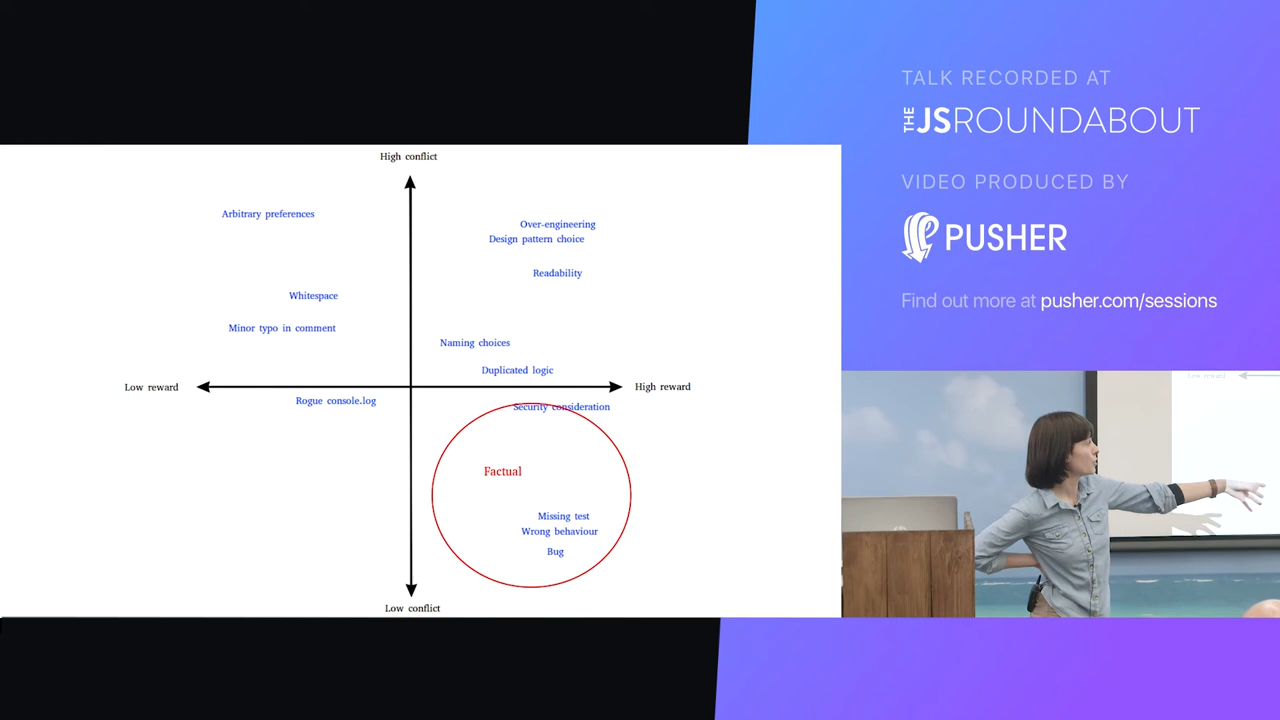 TALK RECORDED AT
THE JSROUNDABOUT
VIDEO PRODUCED BY
PUSHER
Find out more at pusher.com/sessions
High conflict
Arbitrary preferences
Over-engineering
Design pattern choice
Readability
Whitespace
Minor typo in comment
Naming choices
Duplicated logic
Low reward
High reward
Rogue console.log
Security consideration
Factual
Missing test
Wrong behaviour
Bug
Low conflict
Low reward